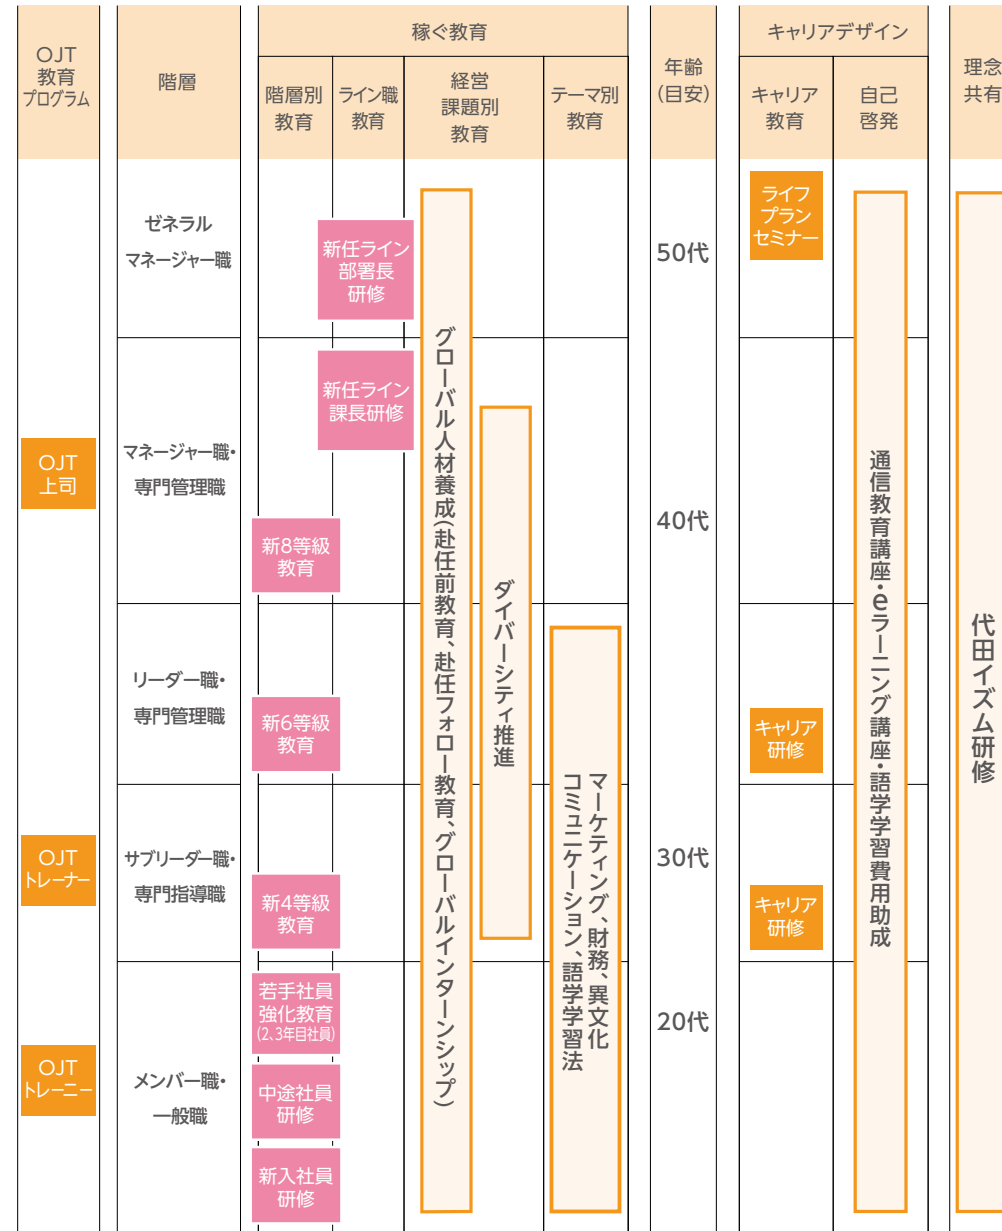 OJT
教育
プログラム
階層
稼ぐ教育
階層別
教育
ライン職
教育
経営
課題別
教育
テーマ別
教育
年齢
(目安)
キャリアデザイン
キャリア
教育
自己
啓発
理念
共有
ゼネラル
マネージャー職
新任ライン
部署長
研修
50代
ライフ
プラン
セミナー
OJT
上司
マネージャー職・
専門管理職
新任ライン
課長研修
新8等級
教育
40代
リーダー職・
専門管理職
新6等級
教育
キャリア
研修
OJT
トレーナー
サブリーダー職・
専門指導職
新4等級
教育
30代
キャリア
研修
OJT
トレーニー
メンバー職・
一般職
若手社員
強化教育
(2、3年目社員)
中途社員
研修
新入社員
研修
20代
グローバル人材養成(赴任前教育、赴任フォロー教育、グローバルインターンシップ)
ダイバーシティ推進
マーケティング、財務、異文化
コミュニケーション、語学学習法
通信教育講座・eラーニング講座・語学学習費用助成
代田イズム研修